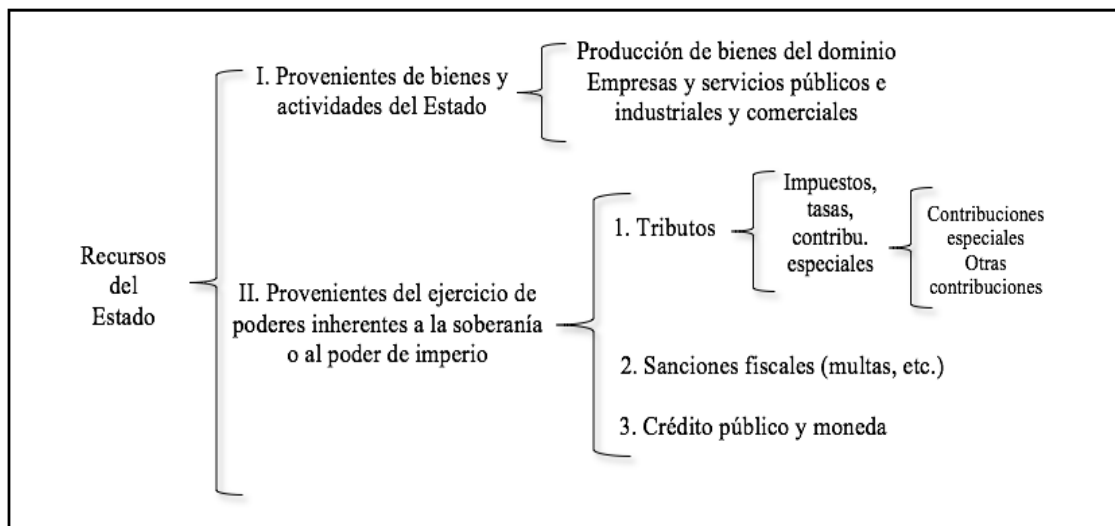 Recursos
del
Estado
I. Provenientes de bienes y
actividades del Estado
Producción de bienes del dominio
Empresas y servicios públicos e
industriales y comerciales
II. Provenientes del ejercicio de
poderes inherentes a la soberanía
o al poder de imperio
1. Tributos
Impuestos,
tasas,
contribu.
especiales
Contribuciones
especiales
Otras
contribuciones
2. Sanciones fiscales (multas, etc.)
3. Crédito público y moneda